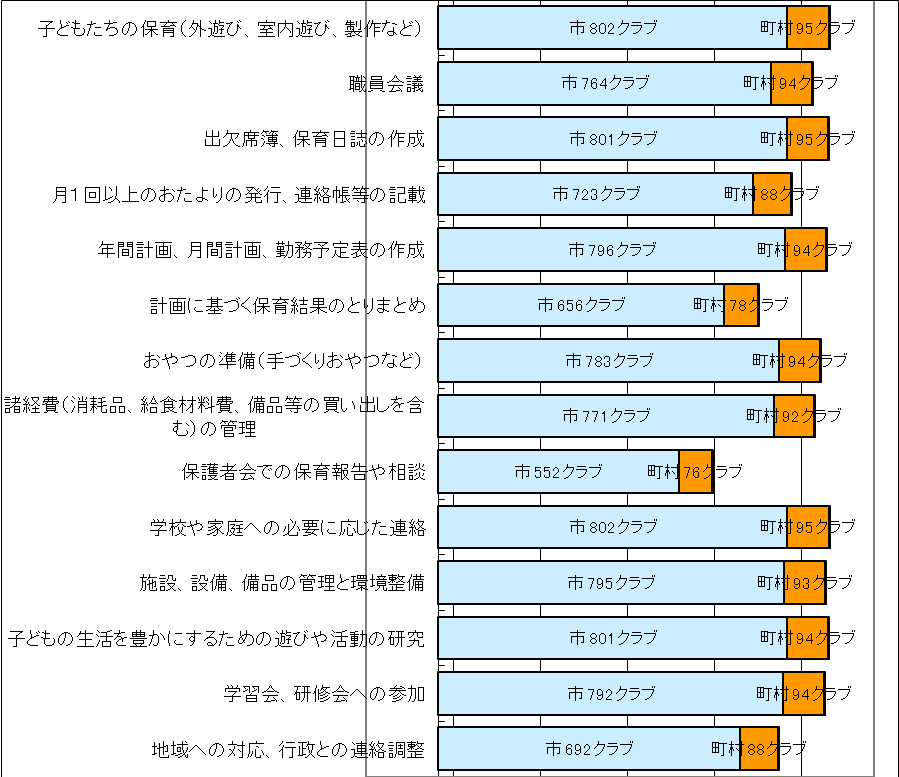 子どもたちの保育（外遊び、室内遊び、製作など） 市802クラブ 町村95クラブ
職員会議 市764クラブ 町村94クラブ
出欠席簿、保育日誌の作成 市801クラブ 町村95クラブ
月1回以上のおたよりの発行、連絡帳等の記載 市723クラブ 町村88クラブ
年間計画、月間計画、勤務予定表の作成 市796クラブ 町村94クラブ
計画に基づく保育結果のとりまとめ 市656クラブ 町村78クラブ
おやつの準備（手づくりおやつなど） 市783クラブ 町村94クラブ
諸経費（消耗品、給食材料費、備品等の買い出しを含
む）の管理 市771クラブ 町村92クラブ
保護者会での保育報告や相談 市552クラブ 町村76クラブ
学校や家庭への必要に応じた連絡 市802クラブ 町村95クラブ
施設、設備、備品の管理と環境整備 市795クラブ 町村93クラブ
子どもの生活を豊かにするための遊びや活動の研究 市801クラブ 町村94クラブ
学習会、研修会への参加 市792クラブ 町村94クラブ
地域への対応、行政との連絡調整 市692クラブ 町村88クラブ